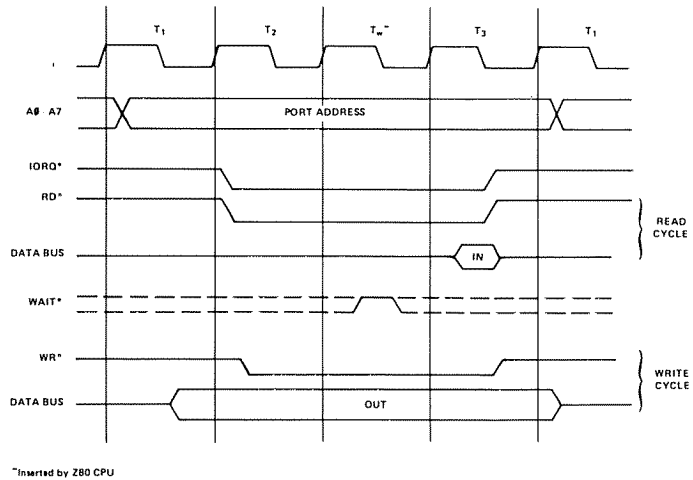 T1 T2 Tw* T3 T1
A0 - A7 PORT ADDRESS
IORQ*
RD*
READ
CYCLE
DATA BUS IN
WAIT*
WR*
WRITE
CYCLE
DATA BUS OUT
*Inserted by Z80 CPU